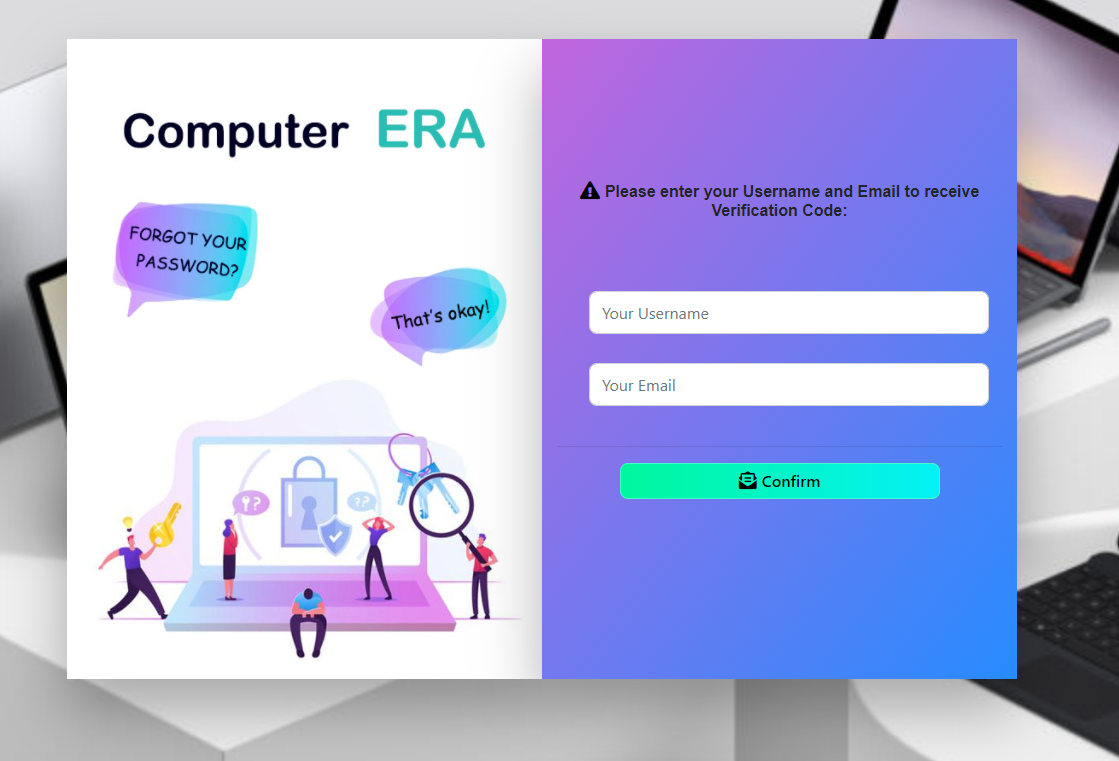 Computer ERA
FORGOT YOUR
PASSWORD?
That's okay!
??
??
Please enter your Username and Email to receive
Verification Code:
Your Username
Your Email
Confirm